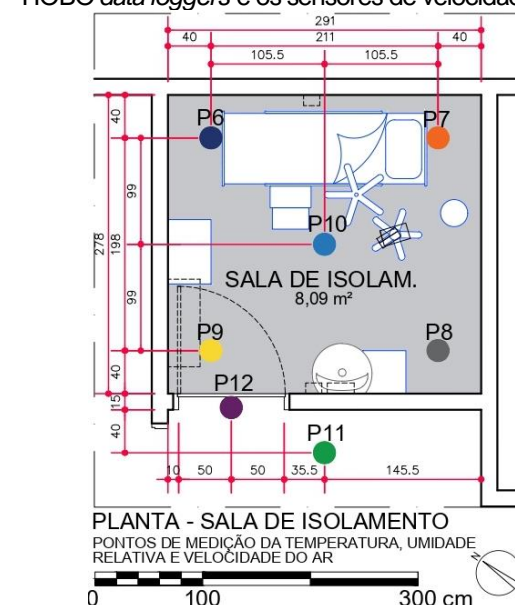 HOBO data loggers e os sensores de velocidad
291
40 211 40
105.5 105.5
40
P6 P7
99
P10
278 198
SALA DE ISOLAM.
8,09 m²
99
P9 P8
40
P12
15
P11
40
10 50 50 35.5 145.5
PLANTA - SALA DE ISOLAMENTO
PONTOS DE MEDIÇÃO DA TEMPERATURA, UMIDADE
RELATIVA E VELOCIDADE DO AR
N
0 100 300 cm